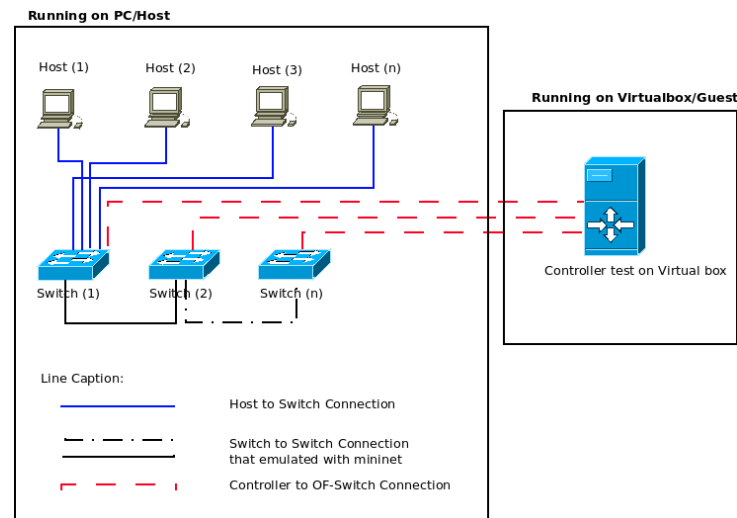 Running on PC/Host
Host (1)
Host (2)
Host (3)
Host (n)
Running on Virtualbox/Guest
Controller test on Virtual box
Switch (1)
Switch (2)
Switch (n)
Line Caption:
Host to Switch Connection
Switch to Switch Connection
that emulated with mininet
Controller to OF-Switch Connection